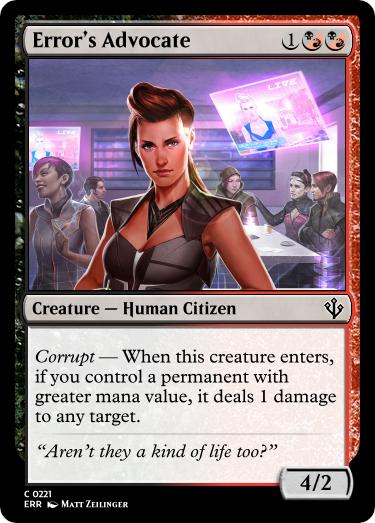 Error's Advocate 1
LIVE
LIVE
Creature — Human Citizen
Corrupt — When this creature enters,
if you control a permanent with
greater mana value, it deals 1 damage
to any target.
“Aren't they a kind of life too?”
4/2
C 0221
ERR MATT ZEILINGER